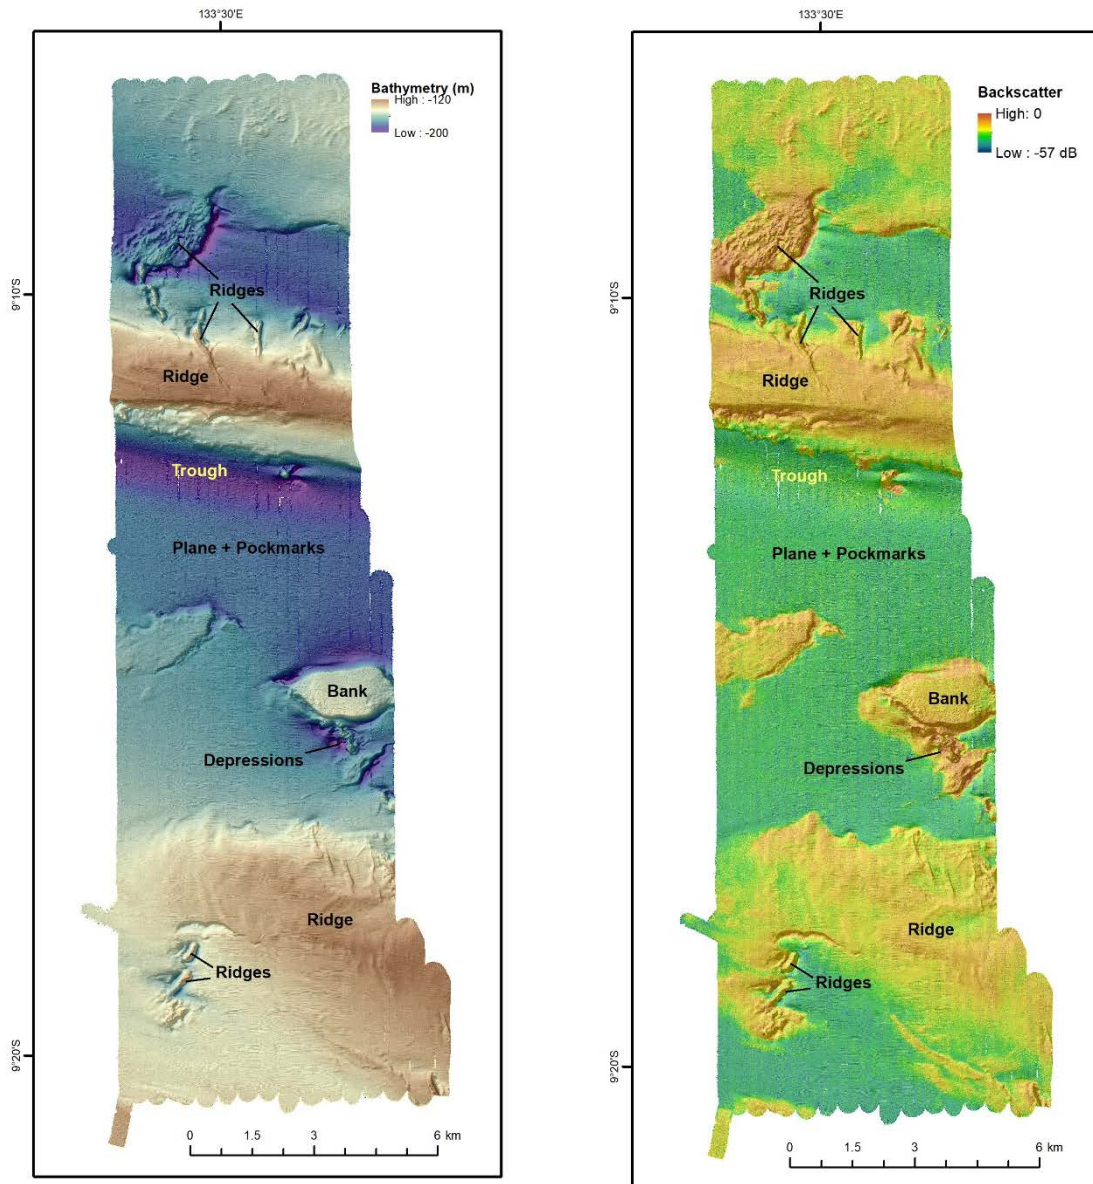 133°30'E
Bathymetry (m)
High : -120
Low : -200
9°10'S
Ridges
Ridge
Trough
Plane + Pockmarks
Bank
Depressions
Ridge
Ridges
9°20'S
0 1.5 3 6 km
133°30'E
Backscatter
High: 0
Low : -57 dB
9°10'S
Ridges
Ridge
Trough
Plane + Pockmarks
Bank
Depressions
Ridge
Ridges
9°20'S
0 1.5 3 6 km